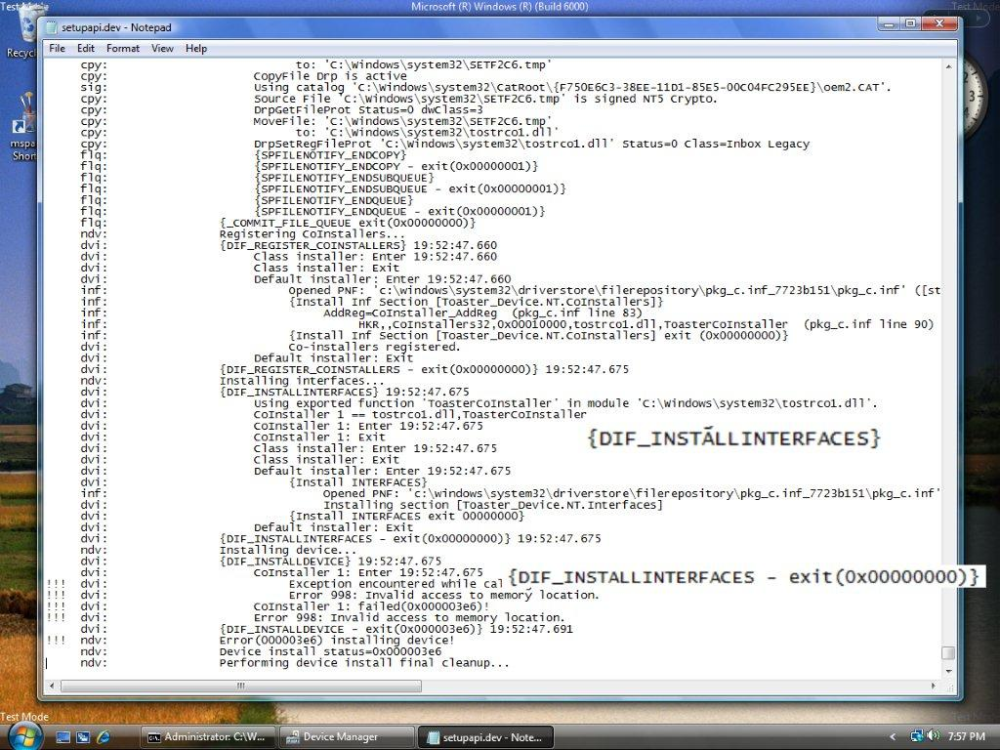 Test Mode
Microsoft (R) Windows (R) (Build 6000)
Test Mode
Recycl
mspa
Short
setupapi.dev - Notepad
File Edit Format View Help
cpy: to: 'C:\Windows\system32\SETF2C6.tmp'
cpy: CopyFile Drp is active
sig: Using catalog 'C:\Windows\system32\CatRoot\{F750E6C3-38EE-11D1-85E5-00C04FC295EE}\oem2.CAT'.
cpy: Source File 'C:\Windows\system32\SETF2C6.tmp' is signed NT5 Crypto.
cpy: DrpGetFileProt Status=0 dwClass=3
cpy: MoveFile: 'C:\Windows\system32\SETF2C6.tmp'
cpy: to: 'C:\Windows\system32\tostrco1.dll'
cpy: DrpSetRegFileProt 'C:\Windows\system32\tostrco1.dll' Status=0 Class=Inbox Legacy
flq: {SPFILENOTIFY_ENDCOPY}
flq: {SPFILENOTIFY_ENDCOPY - exit(0x00000001)}
flq: {SPFILENOTIFY_ENDSUBQUEUE}
flq: {SPFILENOTIFY_ENDSUBQUEUE - exit(0x00000001)}
flq: {SPFILENOTIFY_ENDQUEUE}
flq: {SPFILENOTIFY_ENDQUEUE - exit(0x00000001)}
flq: {_COMMIT_FILE_QUEUE exit(0x00000000)}
ndv: Registering CoInstallers...
dvi: {DIF_REGISTER_COINSTALLERS} 19:52:47.660
dvi: Class installer: Enter 19:52:47.660
dvi: Class installer: Exit
dvi: Default installer: Enter 19:52:47.660
inf: Opened PNF: 'c:\windows\system32\driverstore\filerepository\pkg_c.inf_7723b151\pkg_c.inf' ([st
inf: {Install Inf Section [Toaster_Device.NT.CoInstallers]}
inf: AddReg=CoInstaller_AddReg (pkg_c.inf line 83)
inf: HKR,,CoInstallers32,0x00010000,tostrco1.dll,ToasterCoInstaller (pkg_c.inf line 90)
inf: {Install Inf Section [Toaster_Device.NT.CoInstallers] exit (0x00000000)}
dvi: Co-installers registered.
dvi: Default installer: Exit
dvi: {DIF_REGISTER_COINSTALLERS - exit(0x00000000)} 19:52:47.675
ndv: Installing interfaces...
dvi: {DIF_INSTALLINTERFACES} 19:52:47.675
dvi: Using exported function 'ToasterCoInstaller' in module 'C:\Windows\system32\tostrco1.dll'.
dvi: CoInstaller 1 == tostrco1.dll,ToasterCoInstaller
dvi: CoInstaller 1: Enter 19:52:47.675
dvi: CoInstaller 1: Exit
{DIF_INSTALLINTERFACES}
dvi: Class installer: Enter 19:52:47.675
dvi: Class installer: Exit
dvi: Default installer: Enter 19:52:47.675
dvi: {Install INTERFACES}
inf: Opened PNF: 'c:\windows\system32\driverstore\filerepository\pkg_c.inf_7723b151\pkg_c.inf'
dvi: Installing section [Toaster_Device.NT.Interfaces]
dvi: {Install INTERFACES exit 00000000}
dvi: Default installer: Exit
dvi: {DIF_INSTALLINTERFACES - exit(0x00000000)} 19:52:47.675
ndv: Installing device...
dvi: {DIF_INSTALLDEVICE} 19:52:47.675
dvi: CoInstaller 1: Enter 19:52:47.675
{DIF_INSTALLINTERFACES - exit(0x00000000)}
!!! dvi: Exception encountered while cal
!!! dvi: Error 998: Invalid access to memory location.
!!! dvi: CoInstaller 1: failed(0x000003e6)!
!!! dvi: Error 998: Invalid access to memory location.
dvi: {DIF_INSTALLDEVICE - exit(0x000003e6)} 19:52:47.691
!!! ndv: Error(000003e6) installing device!
ndv: Device install status=0x000003e6
ndv: Performing device install final cleanup...
Test Mode
Administrator: C:\W...
Device Manager
setupapi.dev - Note...
7:57 PM